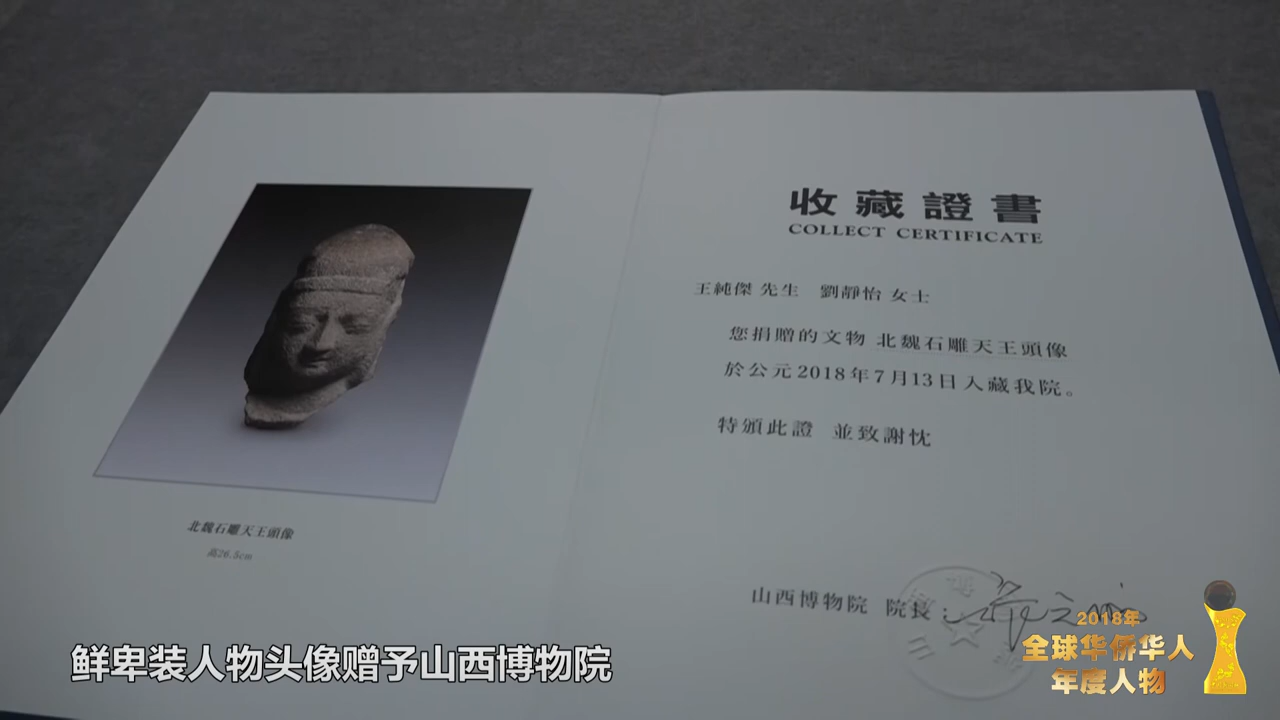 收藏證書
COLLECT CERTIFICATE
王純傑 先生 劉靜怡 女士
您捐贈的文物 北魏石雕天王頭像
於公元2018年7月13日入藏我院。
特頒此證 並致謝忱
山西博物院 院長：
北魏石雕天王頭像
高26.5cm
鲜卑装人物头像赠予山西博物院
2018年
全球华侨华人
年度人物